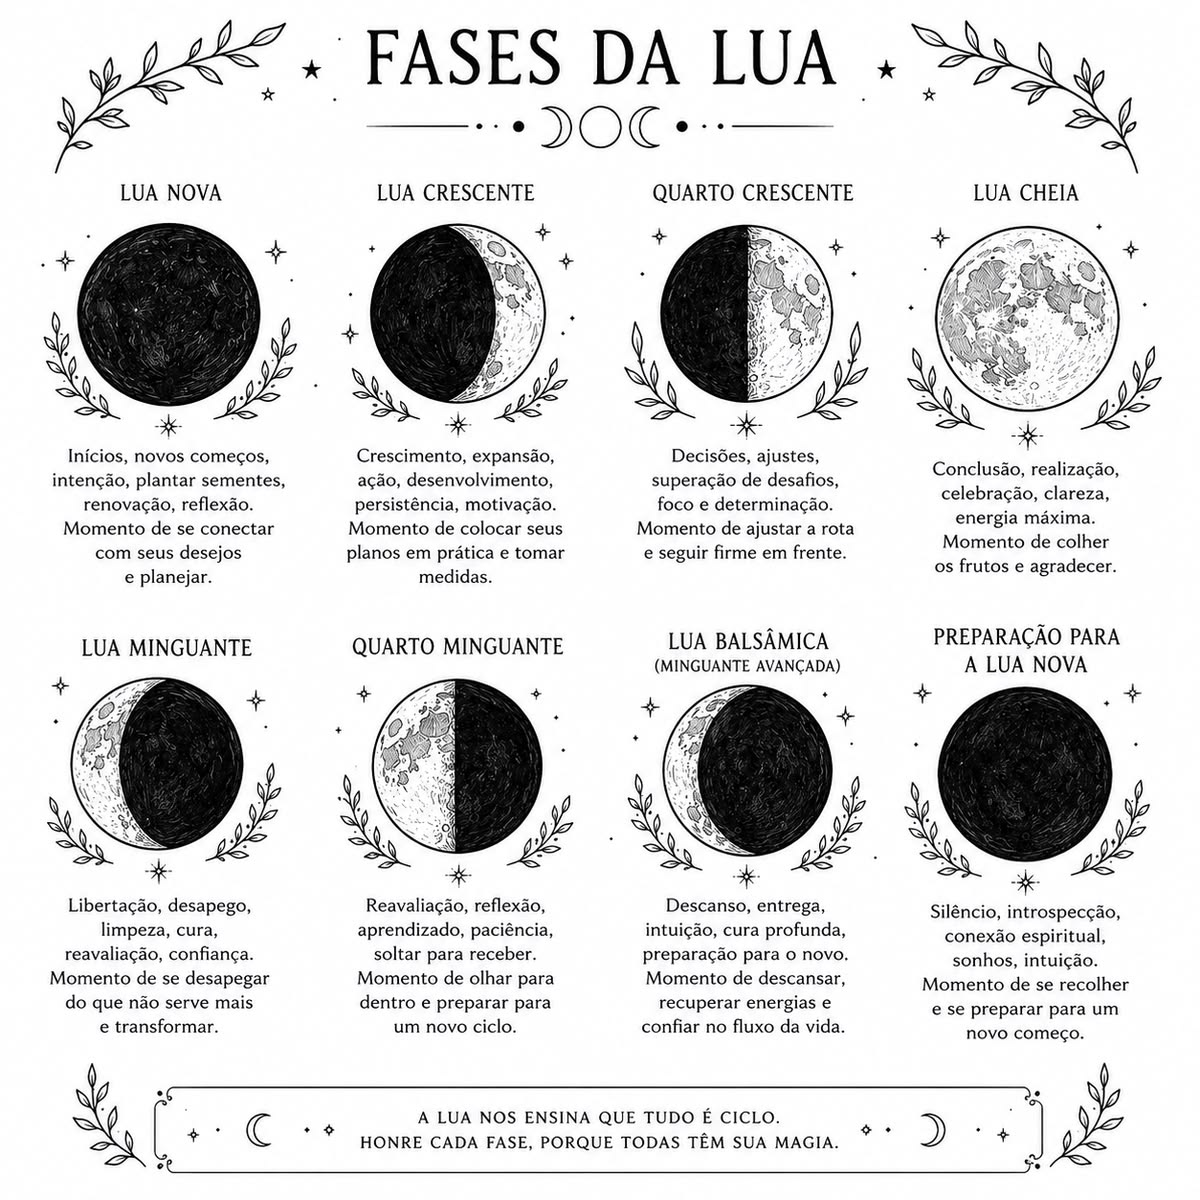 FASES DA LUA
LUA NOVA
Inícios, novos começos,
intenção, plantar sementes,
renovação, reflexão.
Momento de se conectar
com seus desejos
e planejar.
LUA CRESCENTE
Crescimento, expansão,
ação, desenvolvimento,
persistência, motivação.
Momento de colocar seus
planos em prática e tomar
medidas.
QUARTO CRESCENTE
Decisões, ajustes,
superação de desafios,
foco e determinação.
Momento de ajustar a rota
e seguir firme em frente.
LUA CHEIA
Conclusão, realização,
celebração, clareza,
energia máxima.
Momento de colher
os frutos e agradecer.
LUA MINGUANTE
Libertação, desapego,
limpeza, cura,
reavaliação, confiança.
Momento de se desapegar
do que não serve mais
e transformar.
QUARTO MINGUANTE
Reavaliação, reflexão,
aprendizado, paciência,
soltar para receber.
Momento de olhar para
dentro e preparar para
um novo ciclo.
LUA BALSÂMICA
(MINGUANTE AVANÇADA)
Descanso, entrega,
intuição, cura profunda,
preparação para o novo.
Momento de descansar,
recuperar energias e
confiar no fluxo da vida.
PREPARAÇÃO PARA
A LUA NOVA
Silêncio, introspecção,
conexão espiritual,
sonhos, intuição.
Momento de se recolher
e se preparar para um
novo começo.
A LUA NOS ENSINA QUE TUDO É CICLO.
HONRE CADA FASE, PORQUE TODAS TÊM SUA MAGIA.